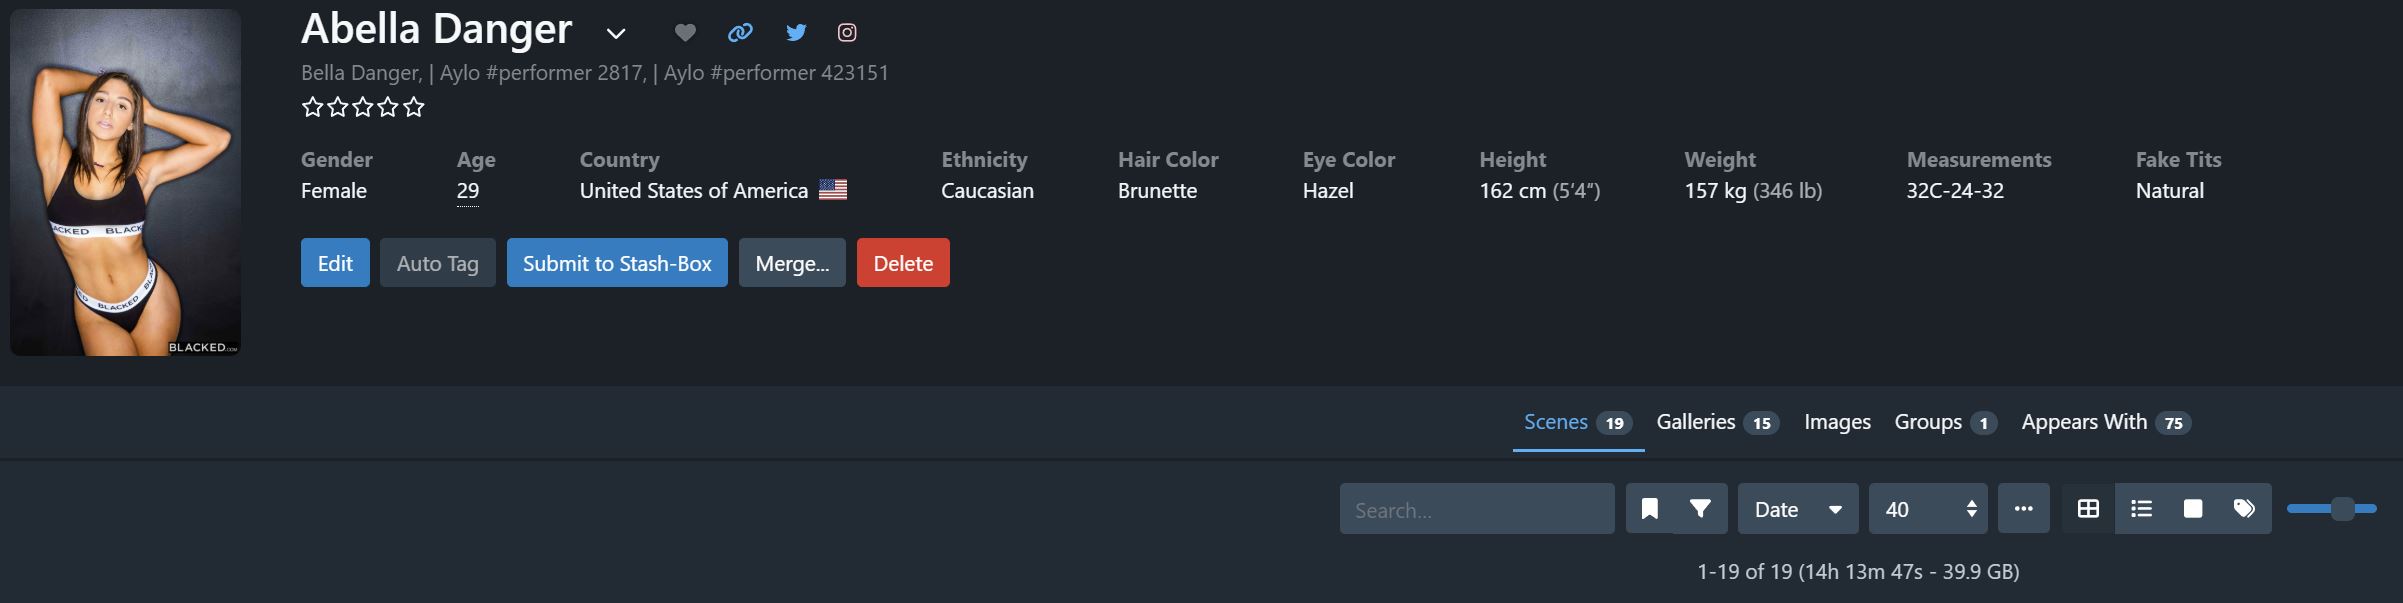 Abella Danger
Bella Danger, | Aylo #performer 2817, | Aylo #performer 423151
Gender Age Country Ethnicity Hair Color Eye Color Height Weight Measurements Fake Tits
Female 29 United States of America Caucasian Brunette Hazel 162 cm (5'4") 157 kg (346 lb) 32C-24-32 Natural
ACKED BLACK
BLACKED BL
BLACKED.COM
Edit Auto Tag Submit to Stash-Box Merge... Delete
Scenes 19 Galleries 15 Images Groups 1 Appears With 75
Search... Date 40
1-19 of 19 (14h 13m 47s - 39.9 GB)